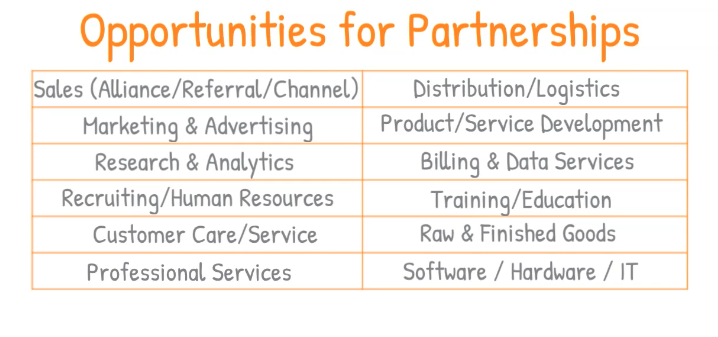 Opportunities for Partnerships
Sales (Alliance/Referral/Channel) Distribution/Logistics
Marketing & Advertising Product/Service Development
Research & Analytics Billing & Data Services
Recruiting/Human Resources Training/Education
Customer Care/Service Raw & Finished Goods
Professional Services Software / Hardware / IT